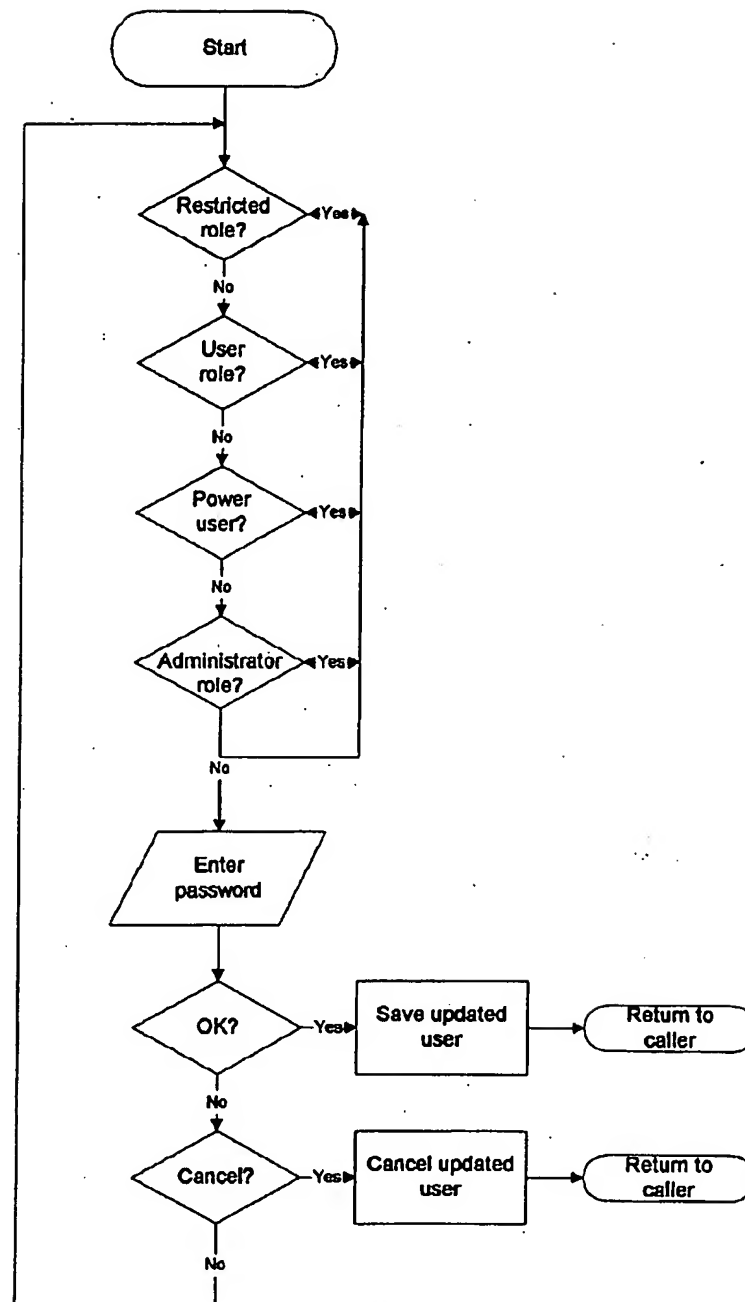 Start
Restricted
role?
Yes
No
User
role?
Yes
No
Power
user?
Yes
No
Administrator
role?
Yes
No
Enter
password
OK?
Yes
Save updated
user
Return to
caller
No
Cancel?
Yes
Cancel updated
user
Return to
caller
No